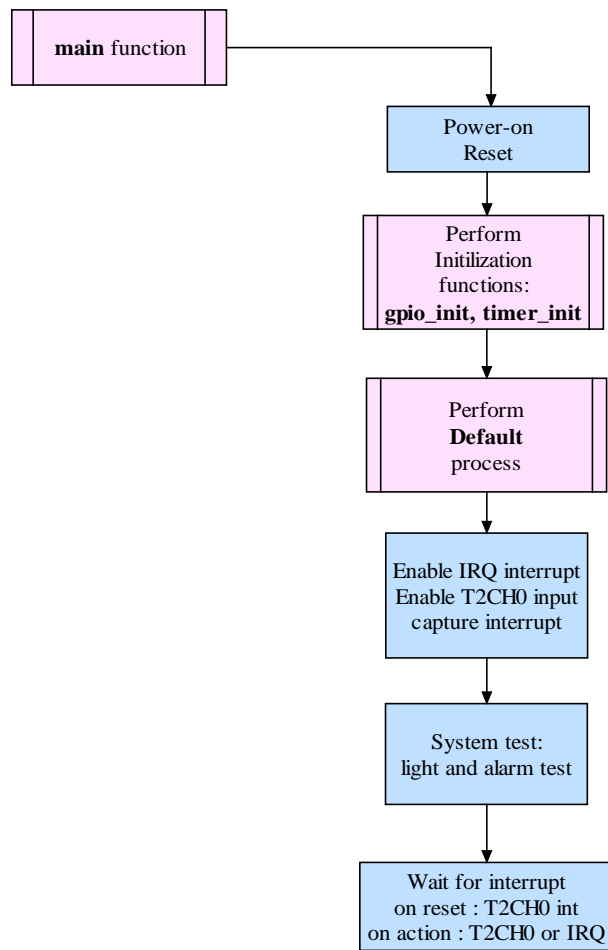 main function
Power-on
Reset
Perform
Initilization
functions:
gpio_init, timer_init
Perform
Default
process
Enable IRQ interrupt
Enable T2CH0 input
capture interrupt
System test:
light and alarm test
Wait for interrupt
on reset : T2CH0 int
on action : T2CH0 or IRQ